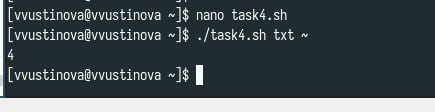 [vvustinova@vvustinova ~]$ nano task4.sh
[vvustinova@vvustinova ~]$ ./task4.sh txt ~
4
[vvustinova@vvustinova ~]$